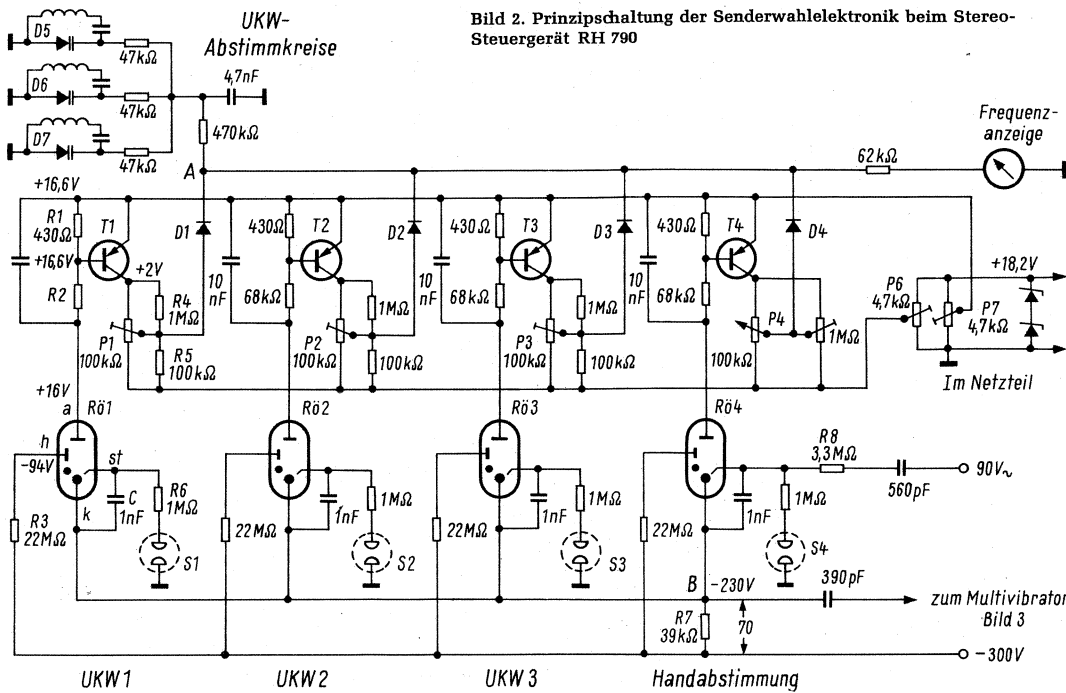 Bild 2. Prinzipschaltung der Senderwahlelektronik beim Stereo-
Steuergerät RH 790
UKW-
Abstimmkreise
D5
47kΩ
D6
47kΩ
D7
47kΩ
4,7nF
470kΩ
A
Frequenz-
anzeige
62kΩ
+16,6V
R1
430Ω
+16,6V
R2
T1
+2V
R4
1MΩ
P1
100kΩ
R5
100kΩ
D1
10
nF
430Ω
68kΩ
T2
1MΩ
P2
100kΩ
100kΩ
D2
10
nF
430Ω
68kΩ
T3
1MΩ
P3
100kΩ
100kΩ
D3
10
nF
430Ω
68kΩ
T4
D4
P4
100kΩ
1MΩ
+18,2V
P6
4,7kΩ
P7
4,7kΩ
Im Netzteil
+16V
a
Rö1
h
-94V
st
k
C
1nF
R6
1MΩ
S1
R3
22MΩ
Rö2
22MΩ
1nF
1MΩ
S2
Rö3
22MΩ
1nF
1MΩ
S3
Rö4
22MΩ
1nF
1MΩ
S4
R8
3,3MΩ
560pF
90V~
B
-230V
390pF
zum Multivibrator
Bild 3
R7
39kΩ
70
-300V
UKW1
UKW2
UKW3
Handabstimmung